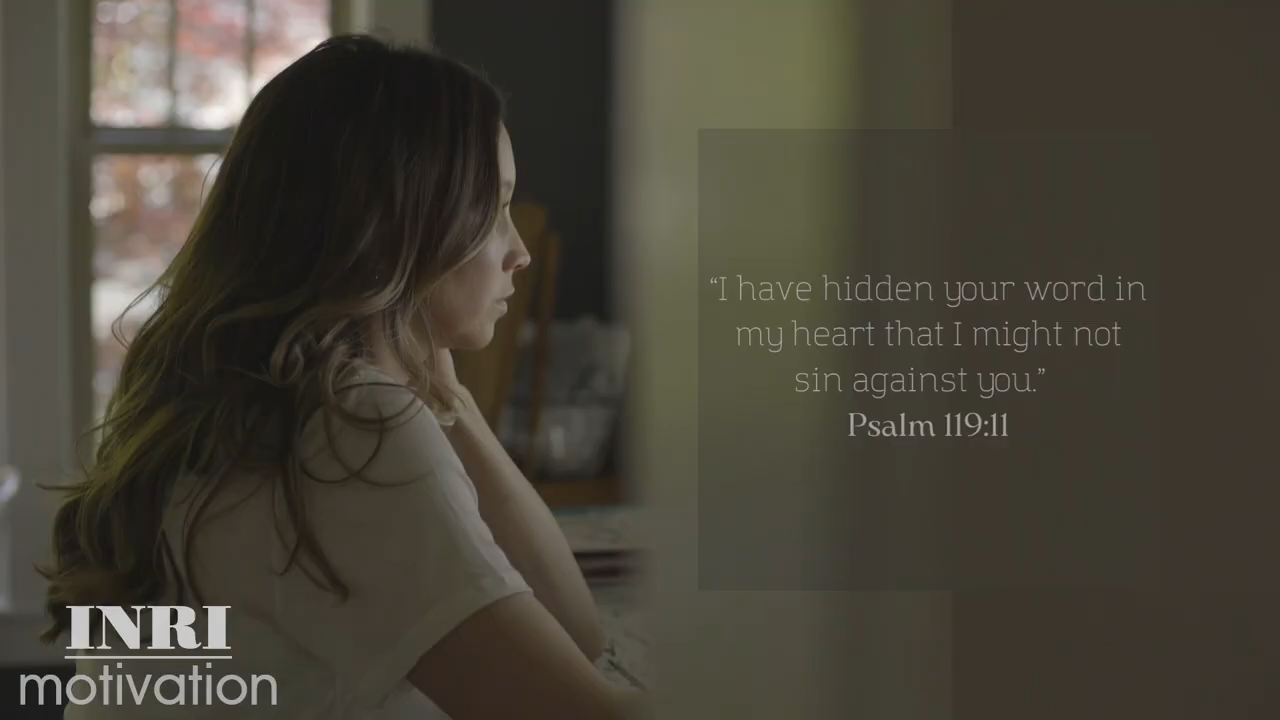 “I have hidden your word in
my heart that I might not
sin against you.”
Psalm 119:11
INRI
motivation